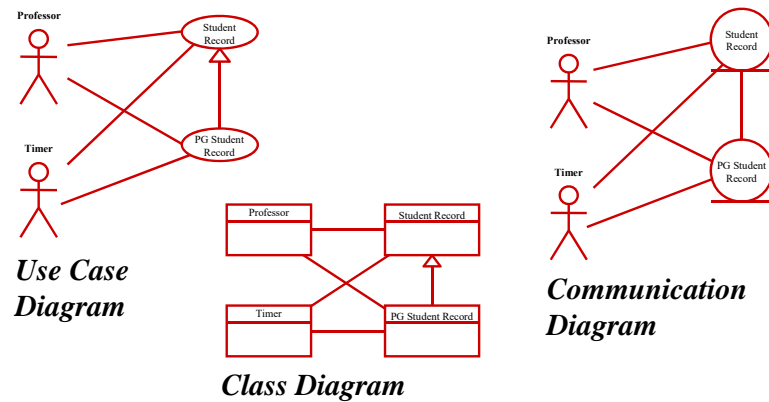 Professor
Student
Record
PG Student
Record
Timer
Use Case
Diagram
Professor
Student Record
Timer
PG Student Record
Class Diagram
Professor
Student
Record
PG Student
Record
Timer
Communication
Diagram